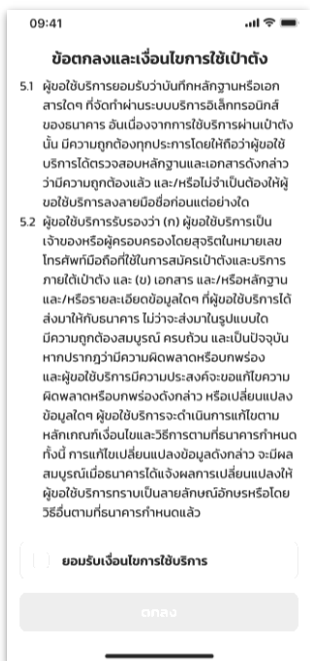 09:41
ข้อตกลงและเงื่อนไขการใช้เป๋าตัง
5.1 ผู้ขอใช้บริการยอมรับว่าบันทึกหลักฐานหรือเอก
สารใดๆ ที่จัดทำผ่านระบบบริการอิเล็กทรอนิกส์
ของธนาคาร อันเนื่องจากการใช้บริการผ่านเป๋าตัง
นั้น มีความถูกต้องทุกประการโดยให้ถือว่าผู้ขอใช้
บริการได้ตรวจสอบหลักฐานและเอกสารดังกล่าว
ว่ามีความถูกต้องแล้ว และ/หรือไม่จำเป็นต้องให้ผู้
ขอใช้บริการลงลายมือชื่อก่อนแต่อย่างใด
5.2 ผู้ขอใช้บริการรับรองว่า (ก) ผู้ขอใช้บริการเป็น
เจ้าของหรือผู้ครอบครองโดยสุจริตในหมายเลข
โทรศัพท์มือถือที่ใช้ในการสมัครเป๋าตังและบริการ
ภายใต้เป๋าตัง และ (ข) เอกสาร และ/หรือหลักฐาน
และ/หรือรายละเอียดข้อมูลใดๆ ที่ผู้ขอใช้บริการได้
ส่งมาให้กับธนาคาร ไม่ว่าจะส่งมาในรูปแบบใด
มีความถูกต้องสมบูรณ์ ครบถ้วน และเป็นปัจจุบัน
หากปรากฏว่ามีความผิดพลาดหรือบกพร่อง
และผู้ขอใช้บริการมีความประสงค์จะขอแก้ไขความ
ผิดพลาดหรือบกพร่องดังกล่าว หรือเปลี่ยนแปลง
ข้อมูลใดๆ ผู้ขอใช้บริการจะดำเนินการแก้ไขตาม
หลักเกณฑ์เงื่อนไขและวิธีการตามที่ธนาคารกำหนด
ทั้งนี้ การแก้ไขเปลี่ยนแปลงข้อมูลดังกล่าว จะมีผล
สมบูรณ์เมื่อธนาคารได้แจ้งผลการเปลี่ยนแปลงให้
ผู้ขอใช้บริการทราบเป็นลายลักษณ์อักษรหรือโดย
วิธีอื่นตามที่ธนาคารกำหนดแล้ว
ยอมรับเงื่อนไขการใช้บริการ
ตกลง